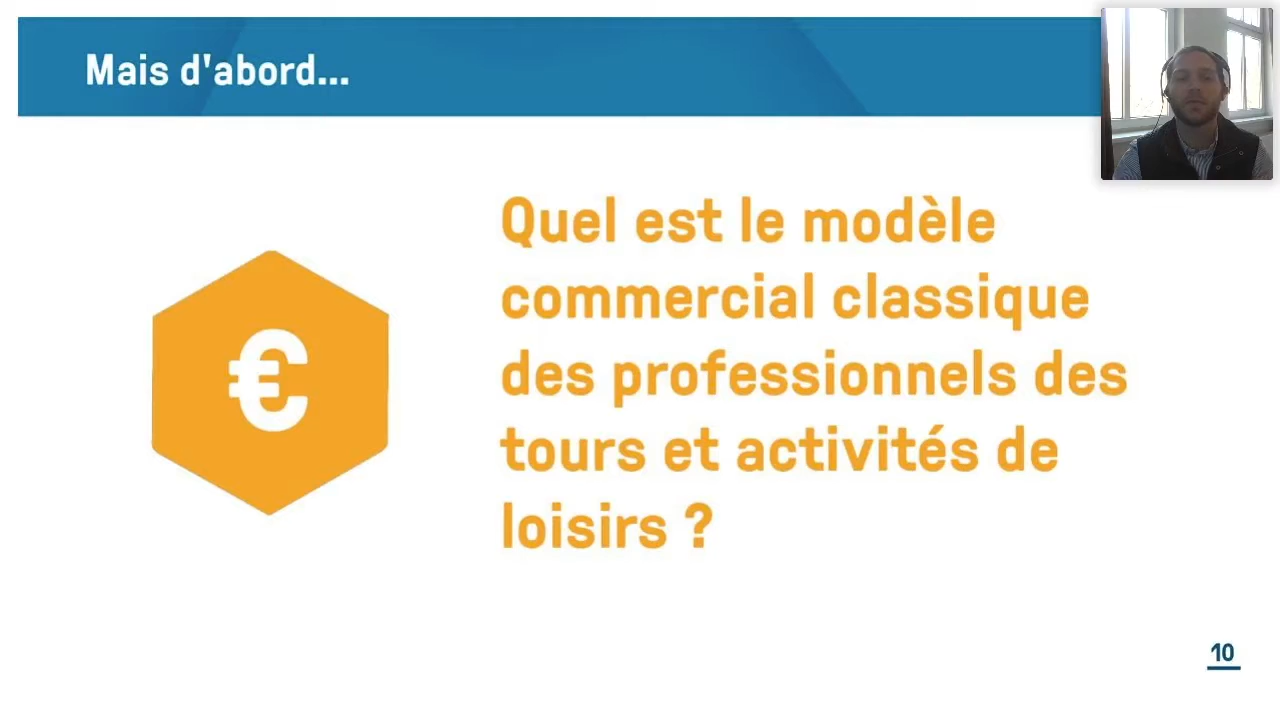 Mais d'abord...
Quel est le modèle
commercial classique
des professionnels des
tours et activités de
loisirs ?
€
10